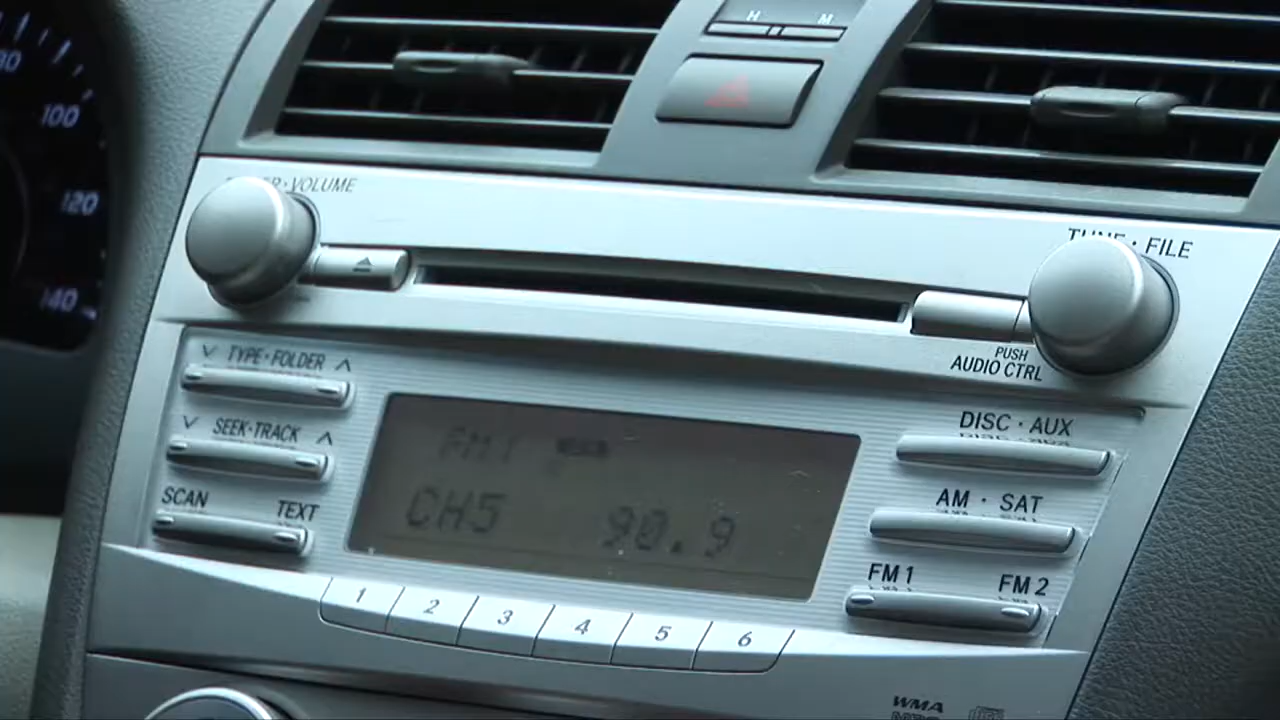 100
120
140
H M
VOLUME
TUNE · FILE
PUSH
AUDIO CTRL
∨ TYPE·FOLDER ∧
∨ SEEK·TRACK ∧
SCAN TEXT
FM1
CH5 90.9
DISC · AUX
AM · SAT
FM1 FM2
1 2 3 4 5 6
WMA